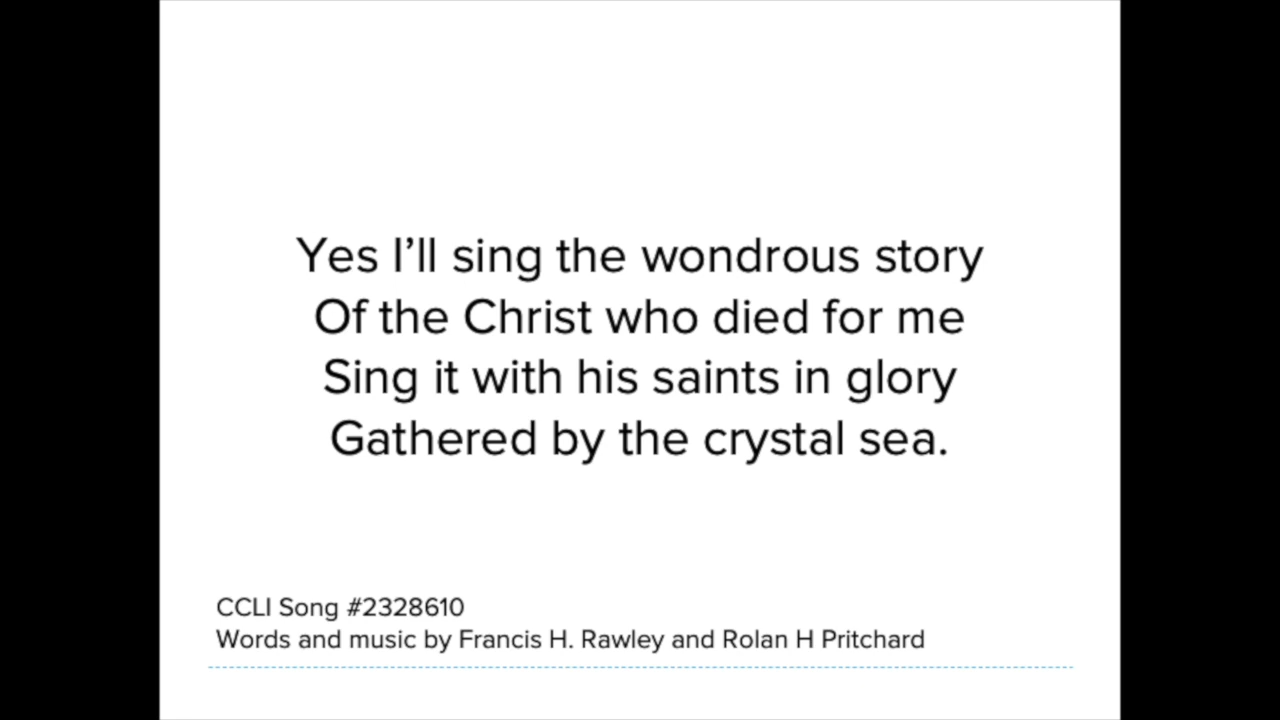 Yes I’ll sing the wondrous story
Of the Christ who died for me
Sing it with his saints in glory
Gathered by the crystal sea.
CCLI Song #2328610
Words and music by Francis H. Rawley and Rolan H Pritchard